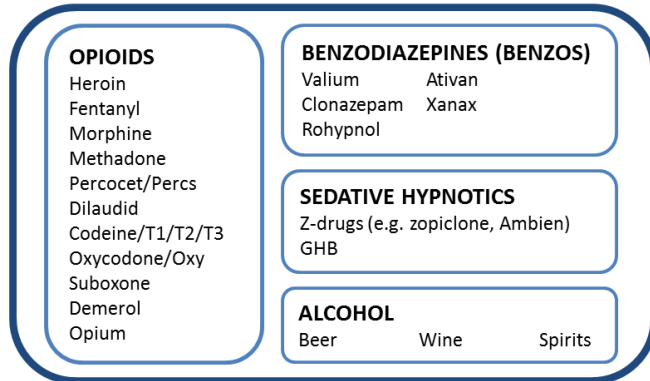 OPIOIDS
Heroin
Fentanyl
Morphine
Methadone
Percocet/Percs
Dilaudid
Codeine/T1/T2/T3
Oxycodone/Oxy
Suboxone
Demerol
Opium
BENZODIAZEPINES (BENZOS)
Valium Ativan
Clonazepam Xanax
Rohypnol
SEDATIVE HYPNOTICS
Z-drugs (e.g. zopiclone, Ambien)
GHB
ALCOHOL
Beer Wine Spirits